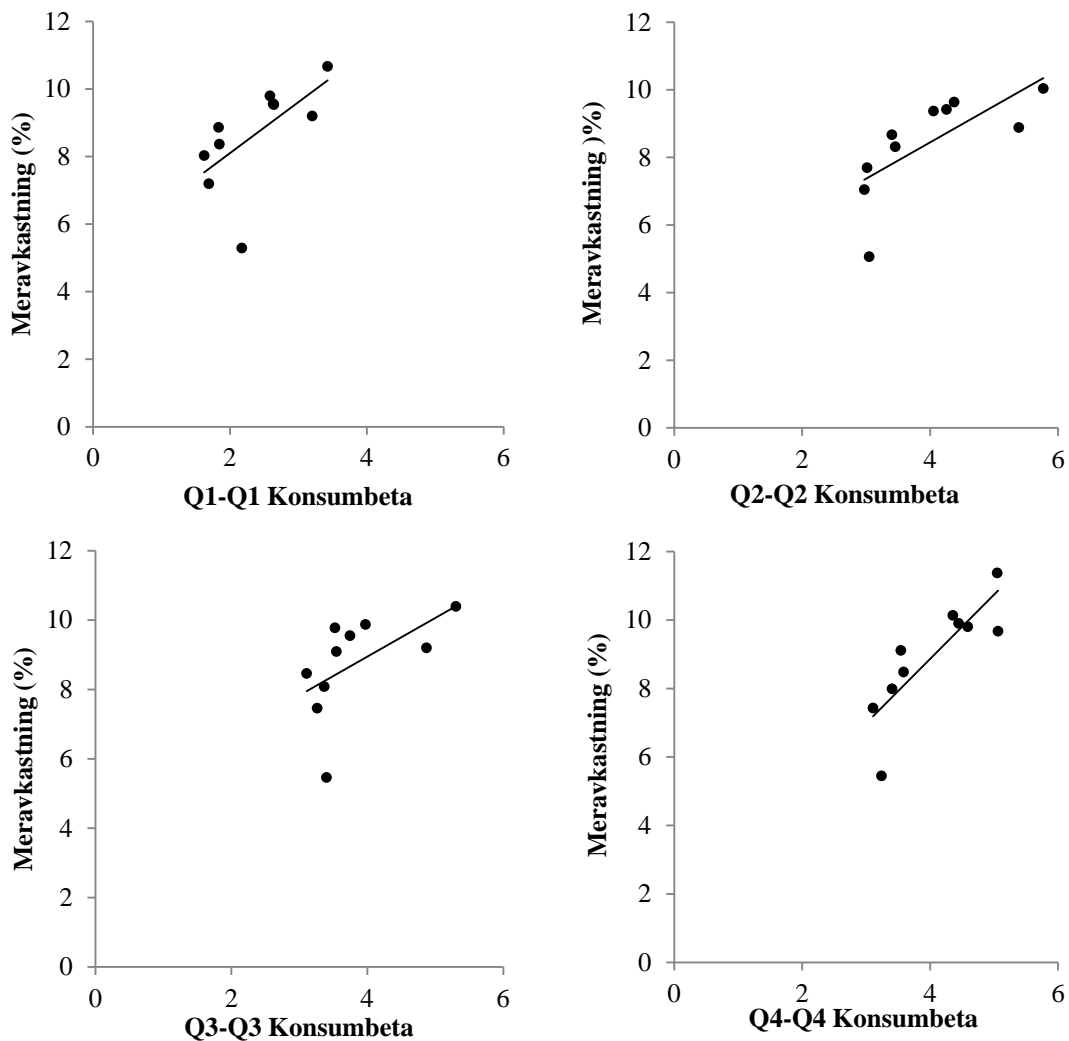 12
10
8
6
4
2
0
0 2 4 6
Meravkastning (%)
Q1-Q1 Konsumbeta
12
10
8
6
4
2
0
0 2 4 6
Meravkastning )%)
Q2-Q2 Konsumbeta
12
10
8
6
4
2
0
0 2 4 6
Meravkastning (%)
Q3-Q3 Konsumbeta
12
10
8
6
4
2
0
0 2 4 6
Meravkastning (%)
Q4-Q4 Konsumbeta